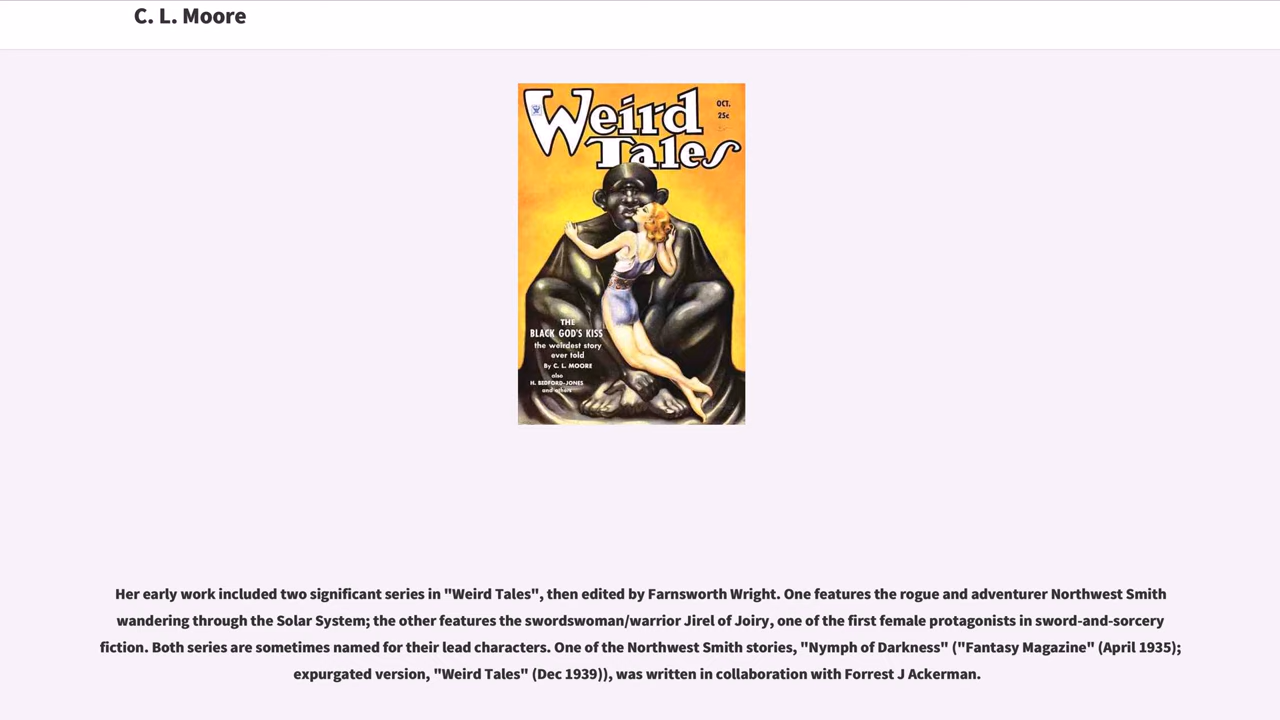 C. L. Moore
Weird
Tales
OCT.
25c
THE
BLACK GOD'S KISS
the weirdest story
ever told
By C. L. MOORE
also
H. BEDFORD-JONES
and others
Her early work included two significant series in "Weird Tales", then edited by Farnsworth Wright. One features the rogue and adventurer Northwest Smith
wandering through the Solar System; the other features the swordswoman/warrior Jirel of Joiry, one of the first female protagonists in sword-and-sorcery
fiction. Both series are sometimes named for their lead characters. One of the Northwest Smith stories, "Nymph of Darkness" ("Fantasy Magazine" (April 1935);
expurgated version, "Weird Tales" (Dec 1939)), was written in collaboration with Forrest J Ackerman.